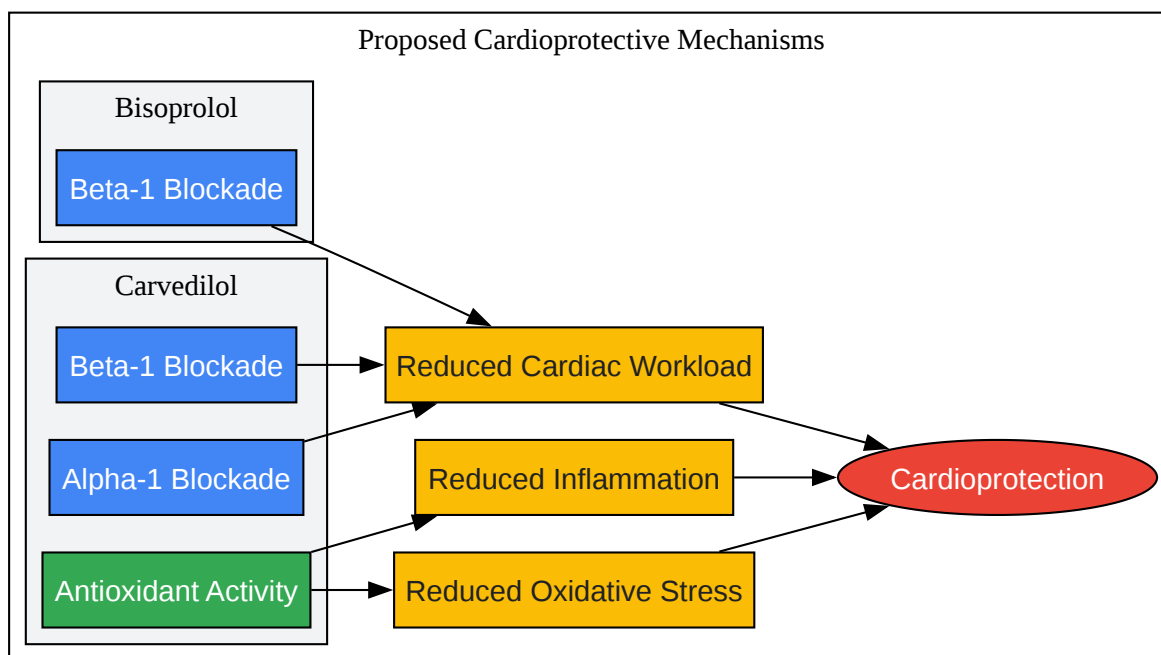 Proposed Cardioprotective Mechanisms
Bisoprolol
Beta-1 Blockade
Carvedilol
Beta-1 Blockade
Reduced Cardiac Workload
Alpha-1 Blockade
Reduced Inflammation
Cardioprotection
Antioxidant Activity
Reduced Oxidative Stress